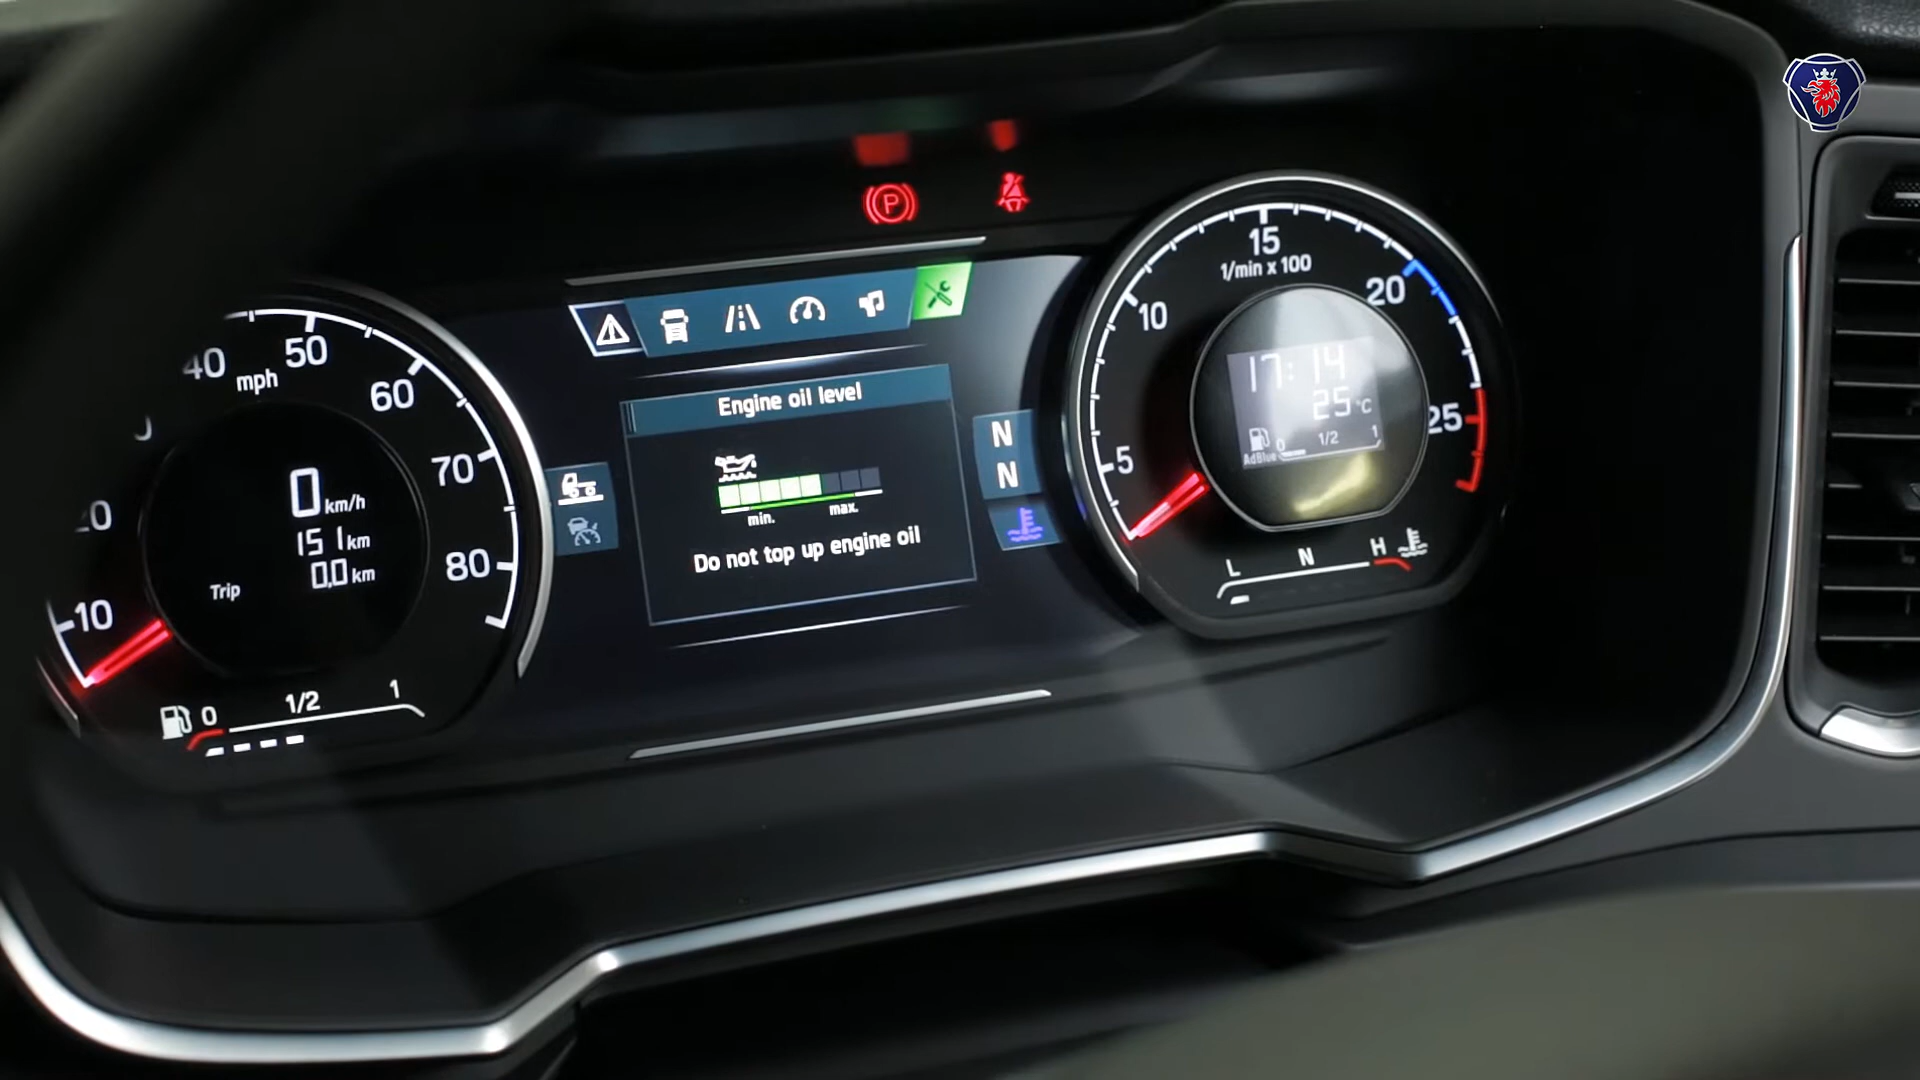 40
50
mph
60
70
80
10
0 km/h
151 km
Trip 0,0 km
0 1/2 1
Engine oil level
min. max.
Do not top up engine oil
N
N
P
5
10
15
1/min x 100
20
25
17:14
25 °C
0 1/2 1
AdBlue
L N H